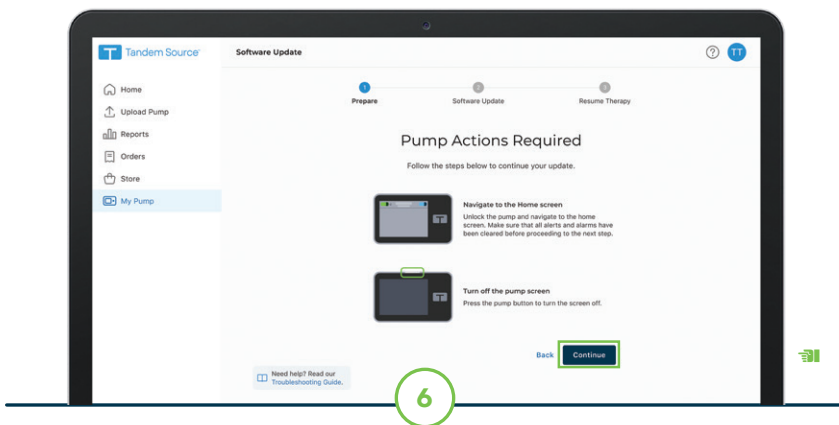 Tandem Source
Software Update
TT
Home
Upload Pump
Reports
Orders
Store
My Pump
1
2
3
Prepare
Software Update
Resume Therapy
Pump Actions Required
Follow the steps below to continue your update.
Navigate to the Home screen
Unlock the pump and navigate to the home
screen. Make sure that all alerts and alarms have
been cleared before proceeding to the next step.
Turn off the pump screen
Press the pump button to turn the screen off.
Back
Continue
Need help? Read our
Troubleshooting Guide.
6